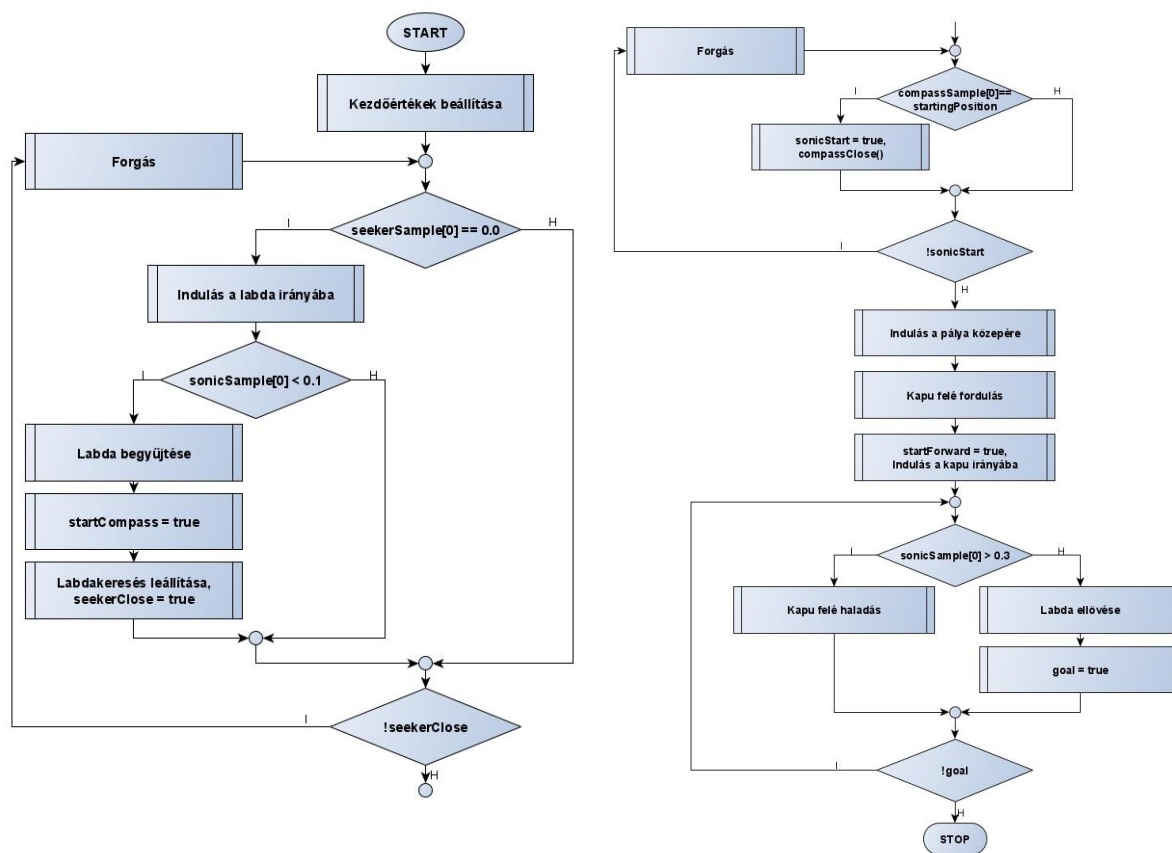 START
Kezdőértékek beállítása
Forgás
seekerSample[0] == 0.0
I
H
Indulás a labda irányába
sonicSample[0] < 0.1
I
H
Labda begyűjtése
startCompass = true
Labdakeresés leállítása,
seekerClose = true
!seekerClose
I
H
Forgás
compassSample[0]==
startingPosition
I
H
sonicStart = true,
compassClose()
!sonicStart
I
H
Indulás a pálya közepére
Kapu felé fordulás
startForward = true,
Indulás a kapu irányába
sonicSample[0] > 0.3
I
H
Kapu felé haladás
Labda ellövése
goal = true
!goal
I
H
STOP